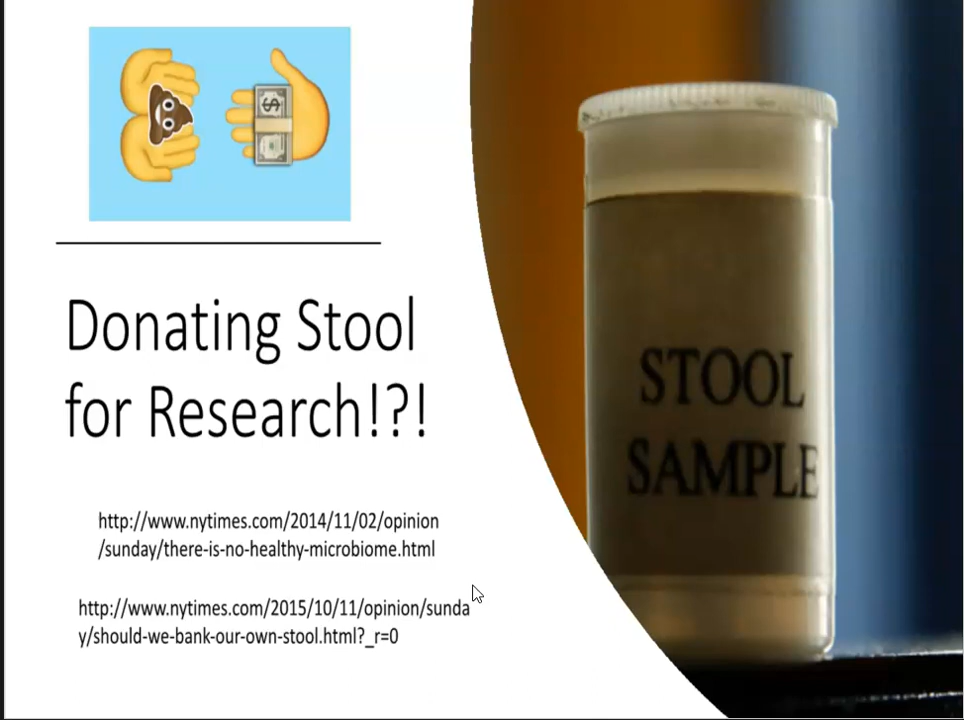 Donating Stool
for Research!?!
http://www.nytimes.com/2014/11/02/opinion
/sunday/there-is-no-healthy-microbiome.html
http://www.nytimes.com/2015/10/11/opinion/sunda
y/should-we-bank-our-own-stool.html?_r=0
STOOL
SAMPLE